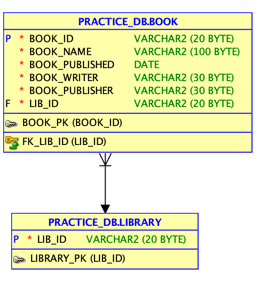 PRACTICE_DB.BOOK
P * BOOK_ID VARCHAR2 (20 BYTE)
* BOOK_NAME VARCHAR2 (100 BYTE)
* BOOK_PUBLISHED DATE
* BOOK_WRITER VARCHAR2 (30 BYTE)
* BOOK_PUBLISHER VARCHAR2 (30 BYTE)
F * LIB_ID VARCHAR2 (20 BYTE)
BOOK_PK (BOOK_ID)
FK_LIB_ID (LIB_ID)
PRACTICE_DB.LIBRARY
P * LIB_ID VARCHAR2 (20 BYTE)
LIBRARY_PK (LIB_ID)